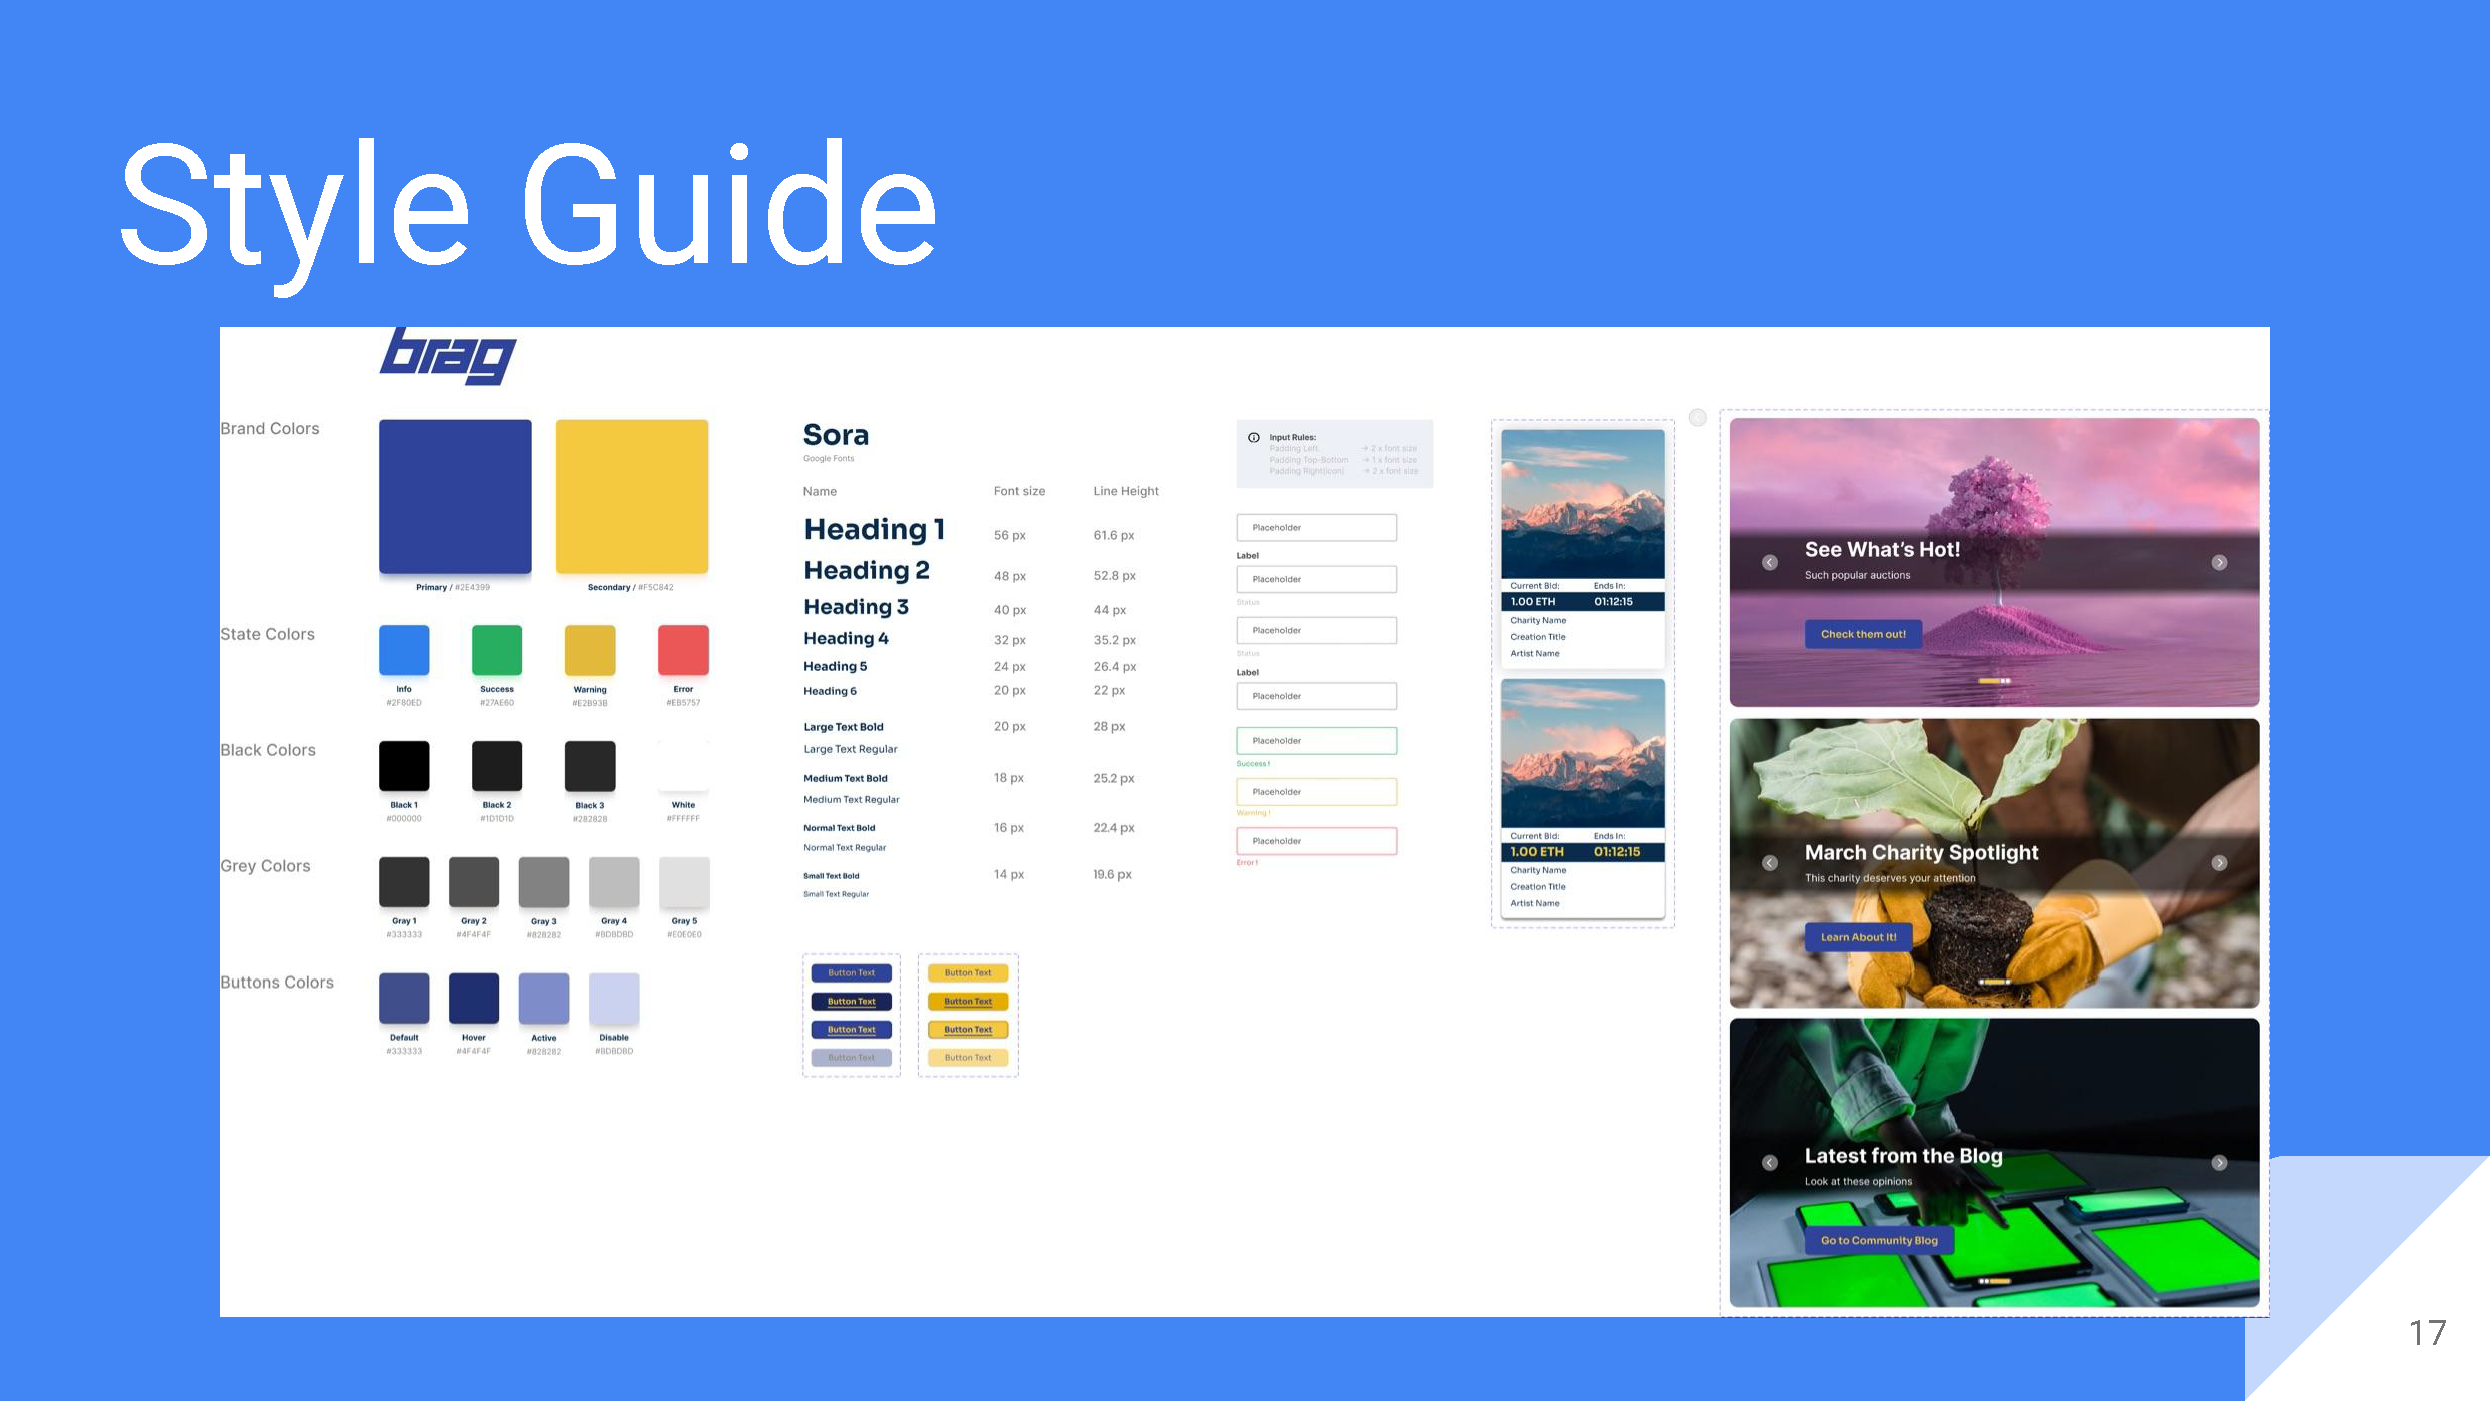 Style Guide
brag
Brand Colors
Primary / #2E4399
Secondary / #F5C842
State Colors
Info
Success
Warning
Error
#2F80ED
#27AE60
#E2B93B
#EB5757
Black Colors
Black 1
Black 2
Black 3
White
#000000
#1D1D1D
#282828
#FFFFFF
Grey Colors
Gray 1
Gray 2
Gray 3
Gray 4
Gray 5
#333333
#4F4F4F
#828282
#BDBDBD
#E0E0E0
Buttons Colors
Default
Hover
Active
Disable
#333333
#4F4F4F
#828282
#BDBDBD
Sora
Google Fonts
Name Font size Line Height
Heading 1 56 px 61.6 px
Heading 2 48 px 52.8 px
Heading 3 40 px 44 px
Heading 4 32 px 35.2 px
Heading 5 24 px 26.4 px
Heading 6 20 px 22 px
Large Text Bold 20 px 28 px
Large Text Regular
Medium Text Bold 18 px 25.2 px
Medium Text Regular
Normal Text Bold 16 px 22.4 px
Normal Text Regular
Small Text Bold 14 px 19.6 px
Small Text Regular
Button Text
Button Text
Button Text
Button Text
Button Text
Button Text
Button Text
Button Text
Input Rules:
Padding Left → 2 x font size
Padding Top-Bottom → 1 x font size
Padding Right(icon) → 2 x font size
Placeholder
Label
Placeholder
Status
Placeholder
Status
Label
Placeholder
Placeholder
Success!
Placeholder
Warning!
Placeholder
Error!
Current Bid: Ends In:
1.00 ETH 01:12:15
Charity Name
Creation Title
Artist Name
Current Bid: Ends In:
1.00 ETH 01:12:15
Charity Name
Creation Title
Artist Name
See What's Hot!
Such popular auctions
Check them out!
March Charity Spotlight
This charity deserves your attention
Learn About It!
Latest from the Blog
Look at these opinions
Go to Community Blog
17